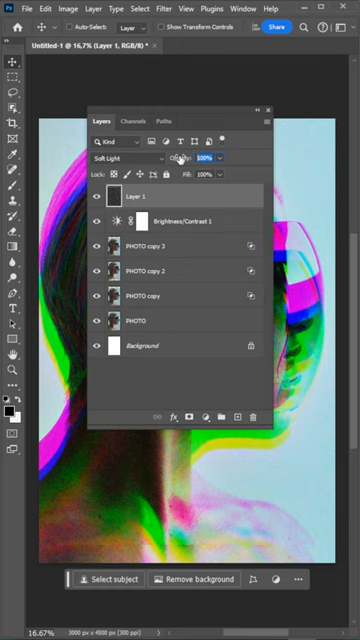 Ps File Edit Image Layer Type Select Filter View Plugins Window
Auto-Select: Layer Show Transform Controls Share
Untitled-1 @ 16,7% (Layer 1, RGB/8) * ×
Layers Channels Paths
Kind
Soft Light Opacity: 100%
Lock: Fill: 100%
Layer 1
Brightness/Contrast 1
PHOTO copy 3
PHOTO copy 2
PHOTO copy
PHOTO
Background
fx
Select subject Remove background
16.67% 3000 px x 4500 px (300 ppi)